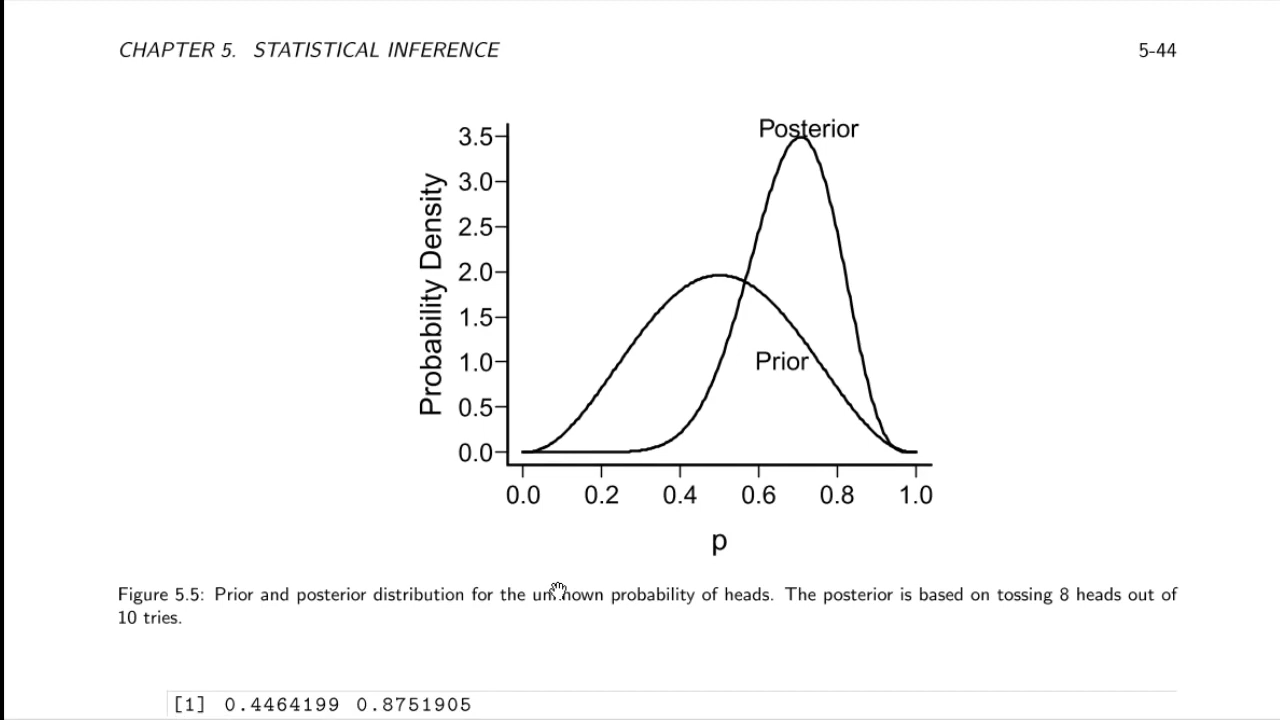 CHAPTER 5. STATISTICAL INFERENCE 5-44
Posterior
3.5
3.0
2.5
2.0
1.5
1.0
0.5
0.0
Probability Density
Prior
0.0 0.2 0.4 0.6 0.8 1.0
p
Figure 5.5: Prior and posterior distribution for the unknown probability of heads. The posterior is based on tossing 8 heads out of
10 tries.
[1] 0.4464199 0.8751905